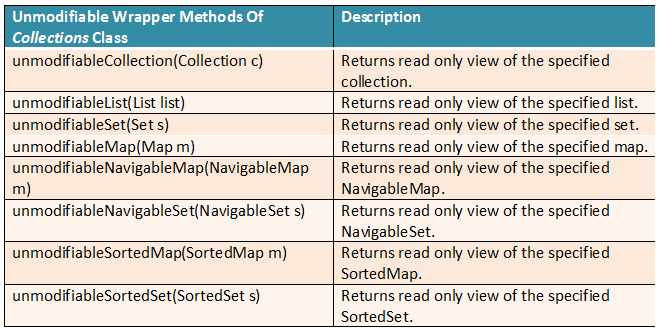 Unmodifiable Wrapper Methods Of Description
Collections Class
unmodifiableCollection(Collection c) Returns read only view of the specified
collection.
unmodifiableList(List list) Returns read only view of the specified list.
unmodifiableSet(Set s) Returns read only view of the specified set.
unmodifiableMap(Map m) Returns read only view of the specified map.
unmodifiableNavigableMap(NavigableMap Returns read only view of the specified
m) NavigableMap.
unmodifiableNavigableSet(NavigableSet s) Returns read only view of the specified
NavigableSet.
unmodifiableSortedMap(SortedMap m) Returns read only view of the specified
SortedMap.
unmodifiableSortedSet(SortedSet s) Returns read only view of the specified
SortedSet.